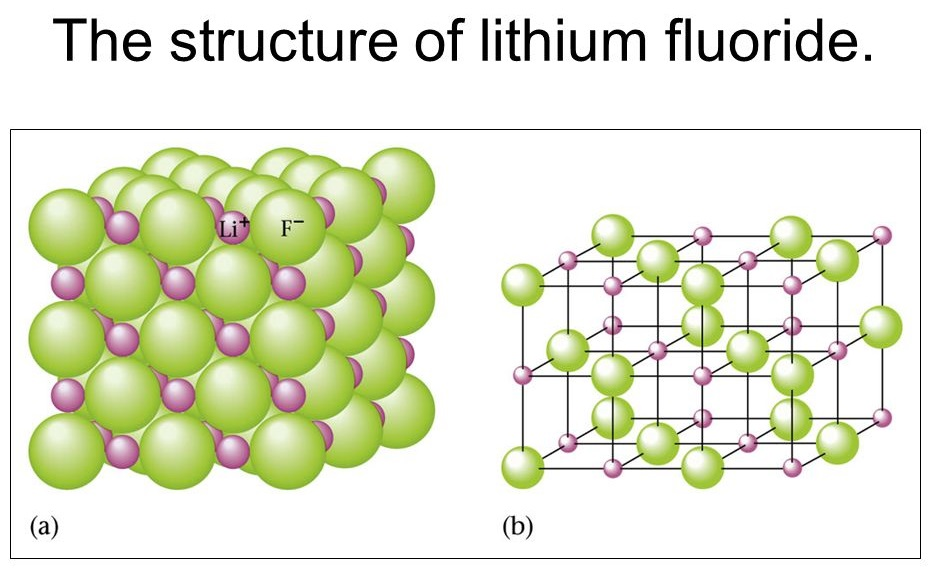 The structure of lithium fluoride.
Li⁺ F⁻
(a) (b)